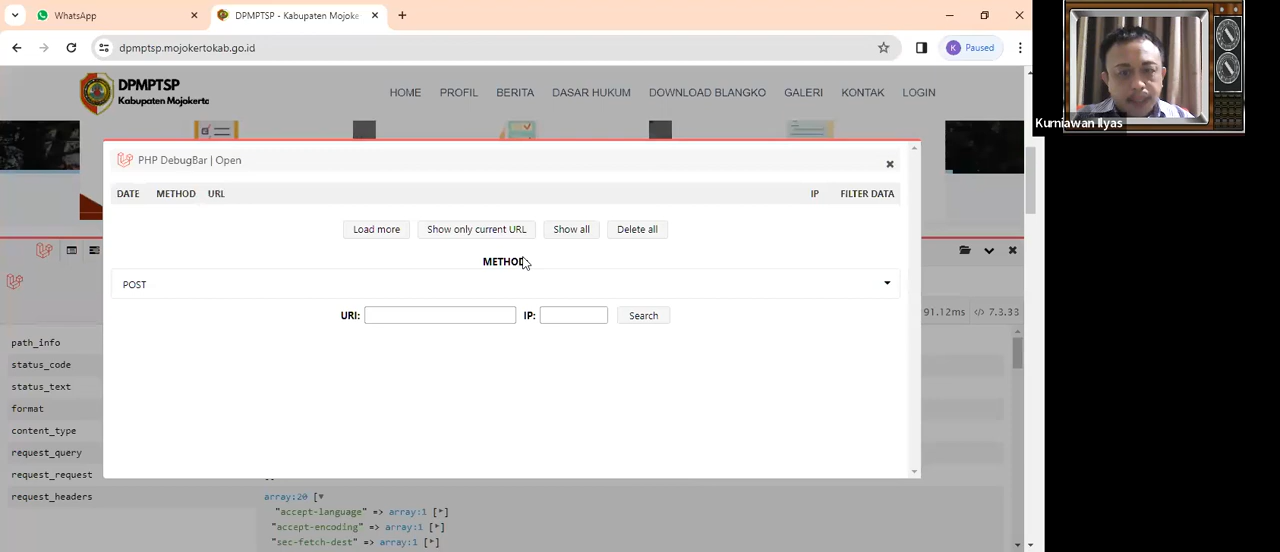 WhatsApp
DPMPTSP - Kabupaten Mojoke
dpmptsp.mojokertokab.go.id
K Paused
DPMPTSP
Kabupaten Mojokerto
HOME PROFIL BERITA DASAR HUKUM DOWNLOAD BLANGKO GALERI KONTAK LOGIN
Kurniawan Ilyas
PHP DebugBar | Open
DATE METHOD URL IP FILTER DATA
Load more Show only current URL Show all Delete all
METHOD
POST
URI: IP: Search
91.12ms 7.3.33
path_info
status_code
status_text
format
content_type
request_query
request_request
request_headers
array:20 [
"accept-language" => array:1 [
"accept-encoding" => array:1 [
"sec-fetch-dest" => array:1 [